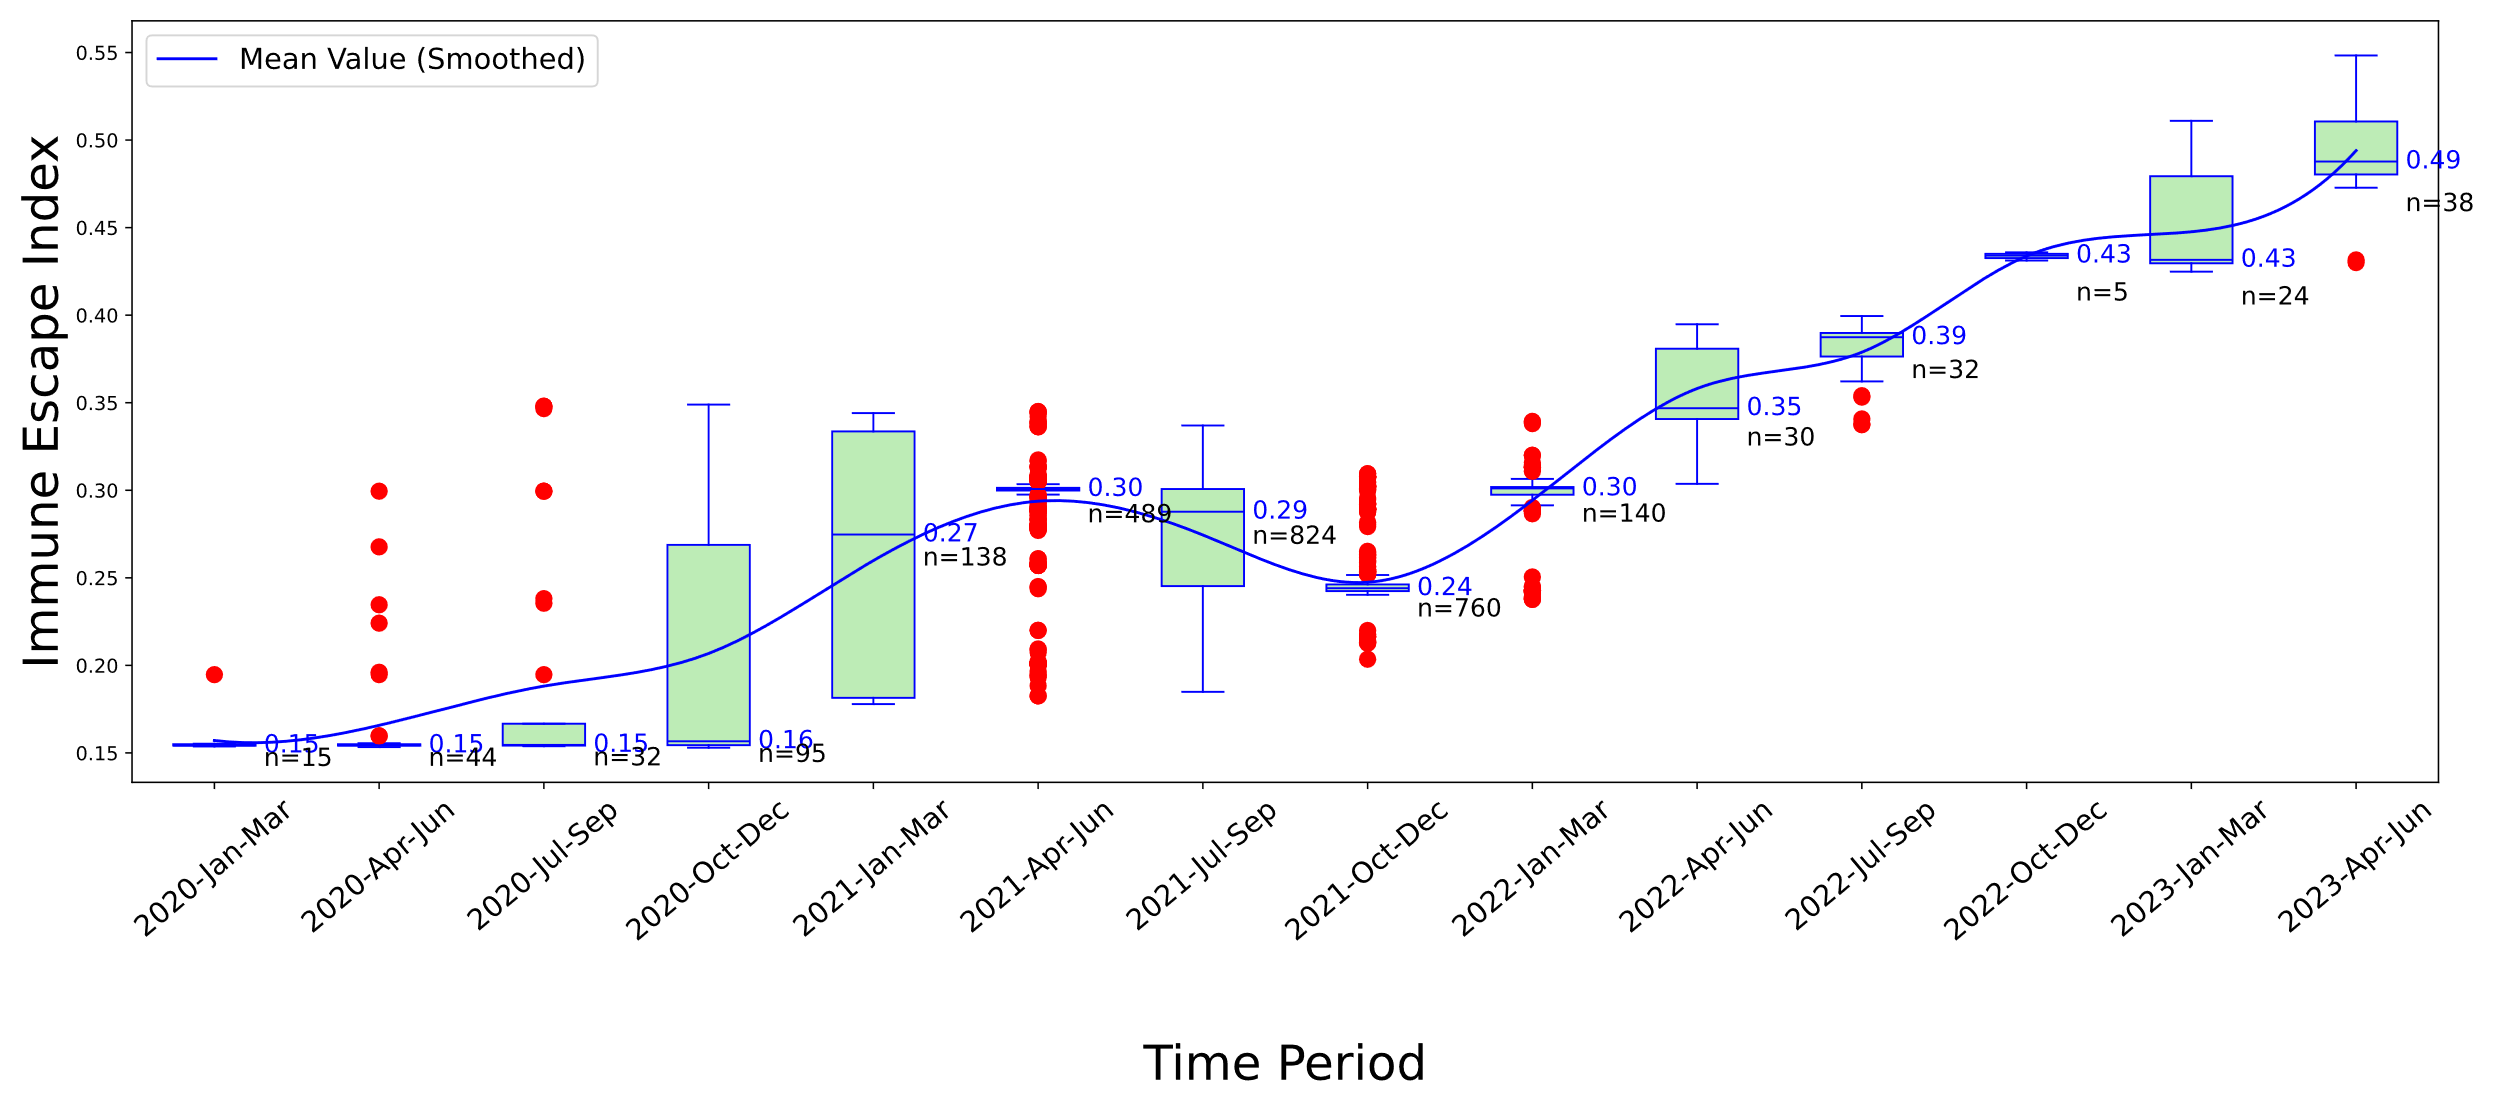 Mean Value (Smoothed)
Immune Escape Index
0.55
0.50
0.45
0.40
0.35
0.30
0.25
0.20
0.15
0.15
n=15
0.15
n=44
0.15
n=32
0.16
n=95
0.27
n=138
0.30
n=489
0.29
n=824
0.24
n=760
0.30
n=140
0.35
n=30
0.39
n=32
0.43
n=5
0.43
n=24
0.49
n=38
2020-Jan-Mar
2020-Apr-Jun
2020-Jul-Sep
2020-Oct-Dec
2021-Jan-Mar
2021-Apr-Jun
2021-Jul-Sep
2021-Oct-Dec
2022-Jan-Mar
2022-Apr-Jun
2022-Jul-Sep
2022-Oct-Dec
2023-Jan-Mar
2023-Apr-Jun
Time Period